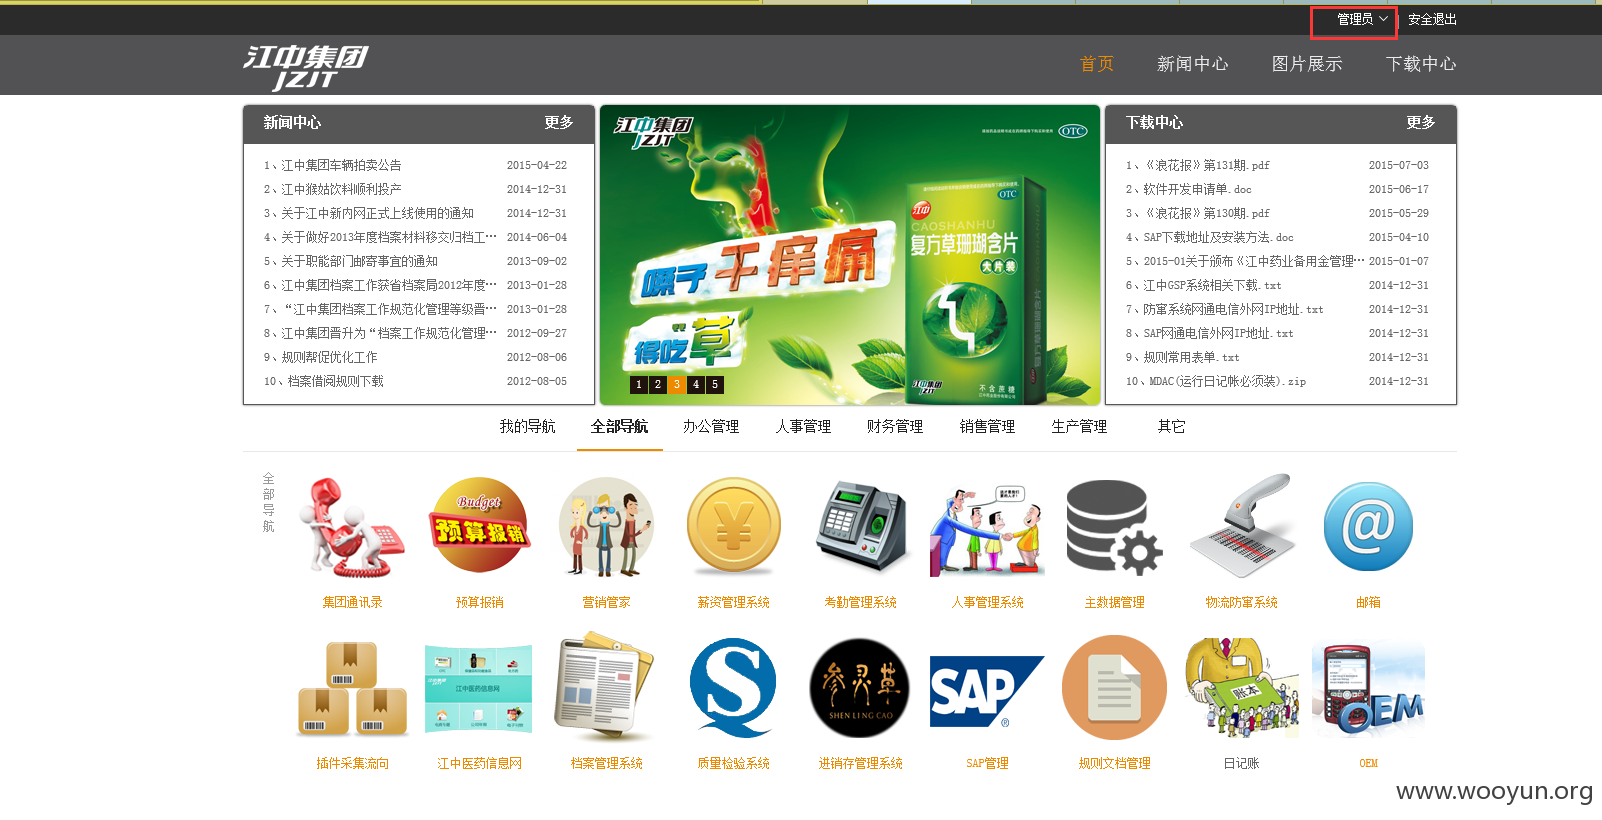 管理员 安全退出
江中集团
JZJT
首页 新闻中心 图片展示 下载中心
新闻中心 更多
1、江中集团车辆拍卖公告 2015-04-22
2、江中猴姑饮料顺利投产 2014-12-31
3、关于江中新内网正式上线使用的通知 2014-12-31
4、关于做好2013年度档案材料移交归档工… 2014-06-04
5、关于职能部门邮寄事宜的通知 2013-09-02
6、江中集团档案工作获省档案局2012年度… 2013-01-28
7、“江中集团档案工作规范化管理等级晋… 2013-01-28
8、江中集团晋升为“档案工作规范化管理… 2012-09-27
9、规则帮促优化工作 2012-08-06
10、档案借阅规则下载 2012-08-05
江中集团
JZJT
OTC
OTC
江中
CAOSHANHU
复方草珊瑚含片
大片装
嗓子干痒痛
得吃草
江中集团
JZJT
不含蔗糖
1 2 3 4 5
下载中心 更多
1、《浪花报》第131期.pdf 2015-07-03
2、软件开发申请单.doc 2015-06-17
3、《浪花报》第130期.pdf 2015-05-29
4、SAP下载地址及安装方法.doc 2015-04-10
5、2015-01关于颁布《江中药业备用金管理… 2015-01-07
6、江中GSP系统相关下载.txt 2014-12-31
7、防窜系统网通电信外网IP地址.txt 2014-12-31
8、SAP网通电信外网IP地址.txt 2014-12-31
9、规则常用表单.txt 2014-12-31
10、MDAC(运行日记帐必须装).zip 2014-12-31
我的导航 全部导航 办公管理 人事管理 财务管理 销售管理 生产管理 其它
全部导航
Budget
预算报销
集团通讯录 预算报销 营销管家 薪资管理系统 考勤管理系统 人事管理系统 主数据管理 物流防窜系统 邮箱
江中集团
JZJT
江中医药信息网
参灵草
SHEN LING CAO
SAP
账本
OEM
插件采集流向 江中医药信息网 档案管理系统 质量检验系统 进销存管理系统 SAP管理 规则文档管理 日记账 OEM
www.wooyun.org